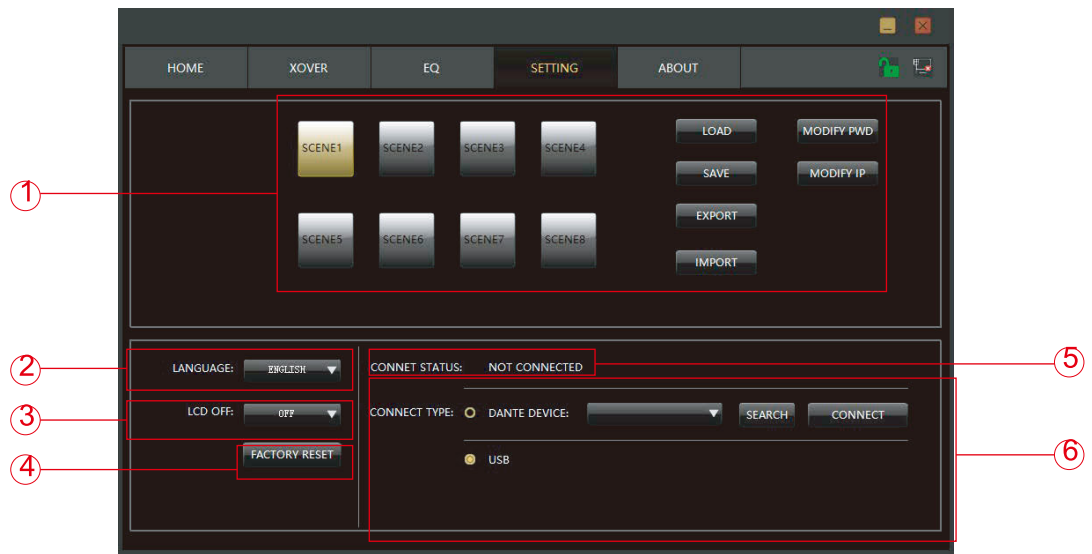 HOME XOVER EQ SETTING ABOUT
SCENE1 SCENE2 SCENE3 SCENE4 LOAD MODIFY PWD
SAVE MODIFY IP
1
SCENE5 SCENE6 SCENE7 SCENE8 EXPORT
IMPORT
2 LANGUAGE: ENGLISH CONNET STATUS: NOT CONNECTED 5
3 LCD OFF: OFF CONNECT TYPE: DANTE DEVICE: SEARCH CONNECT
4 FACTORY RESET USB 6